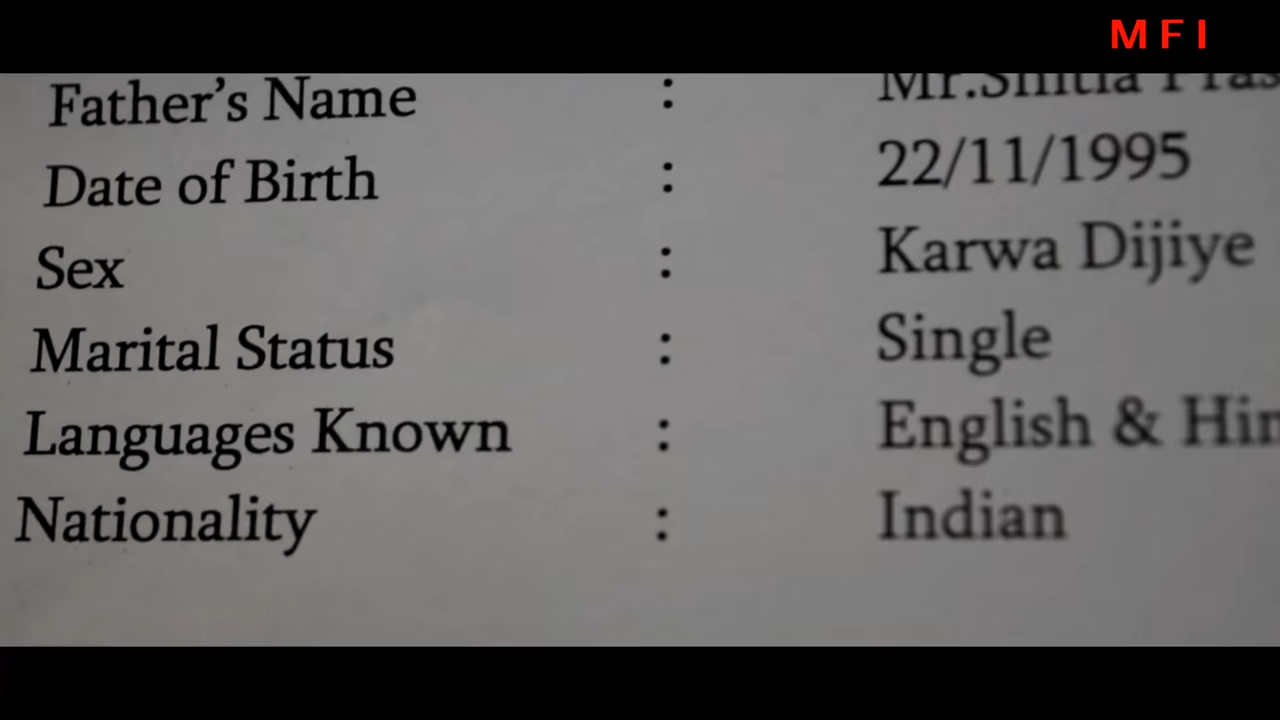 MFI
Father's Name :
Date of Birth : 22/11/1995
Sex : Karwa Dijiye
Marital Status : Single
Languages Known : English &
Nationality : Indian